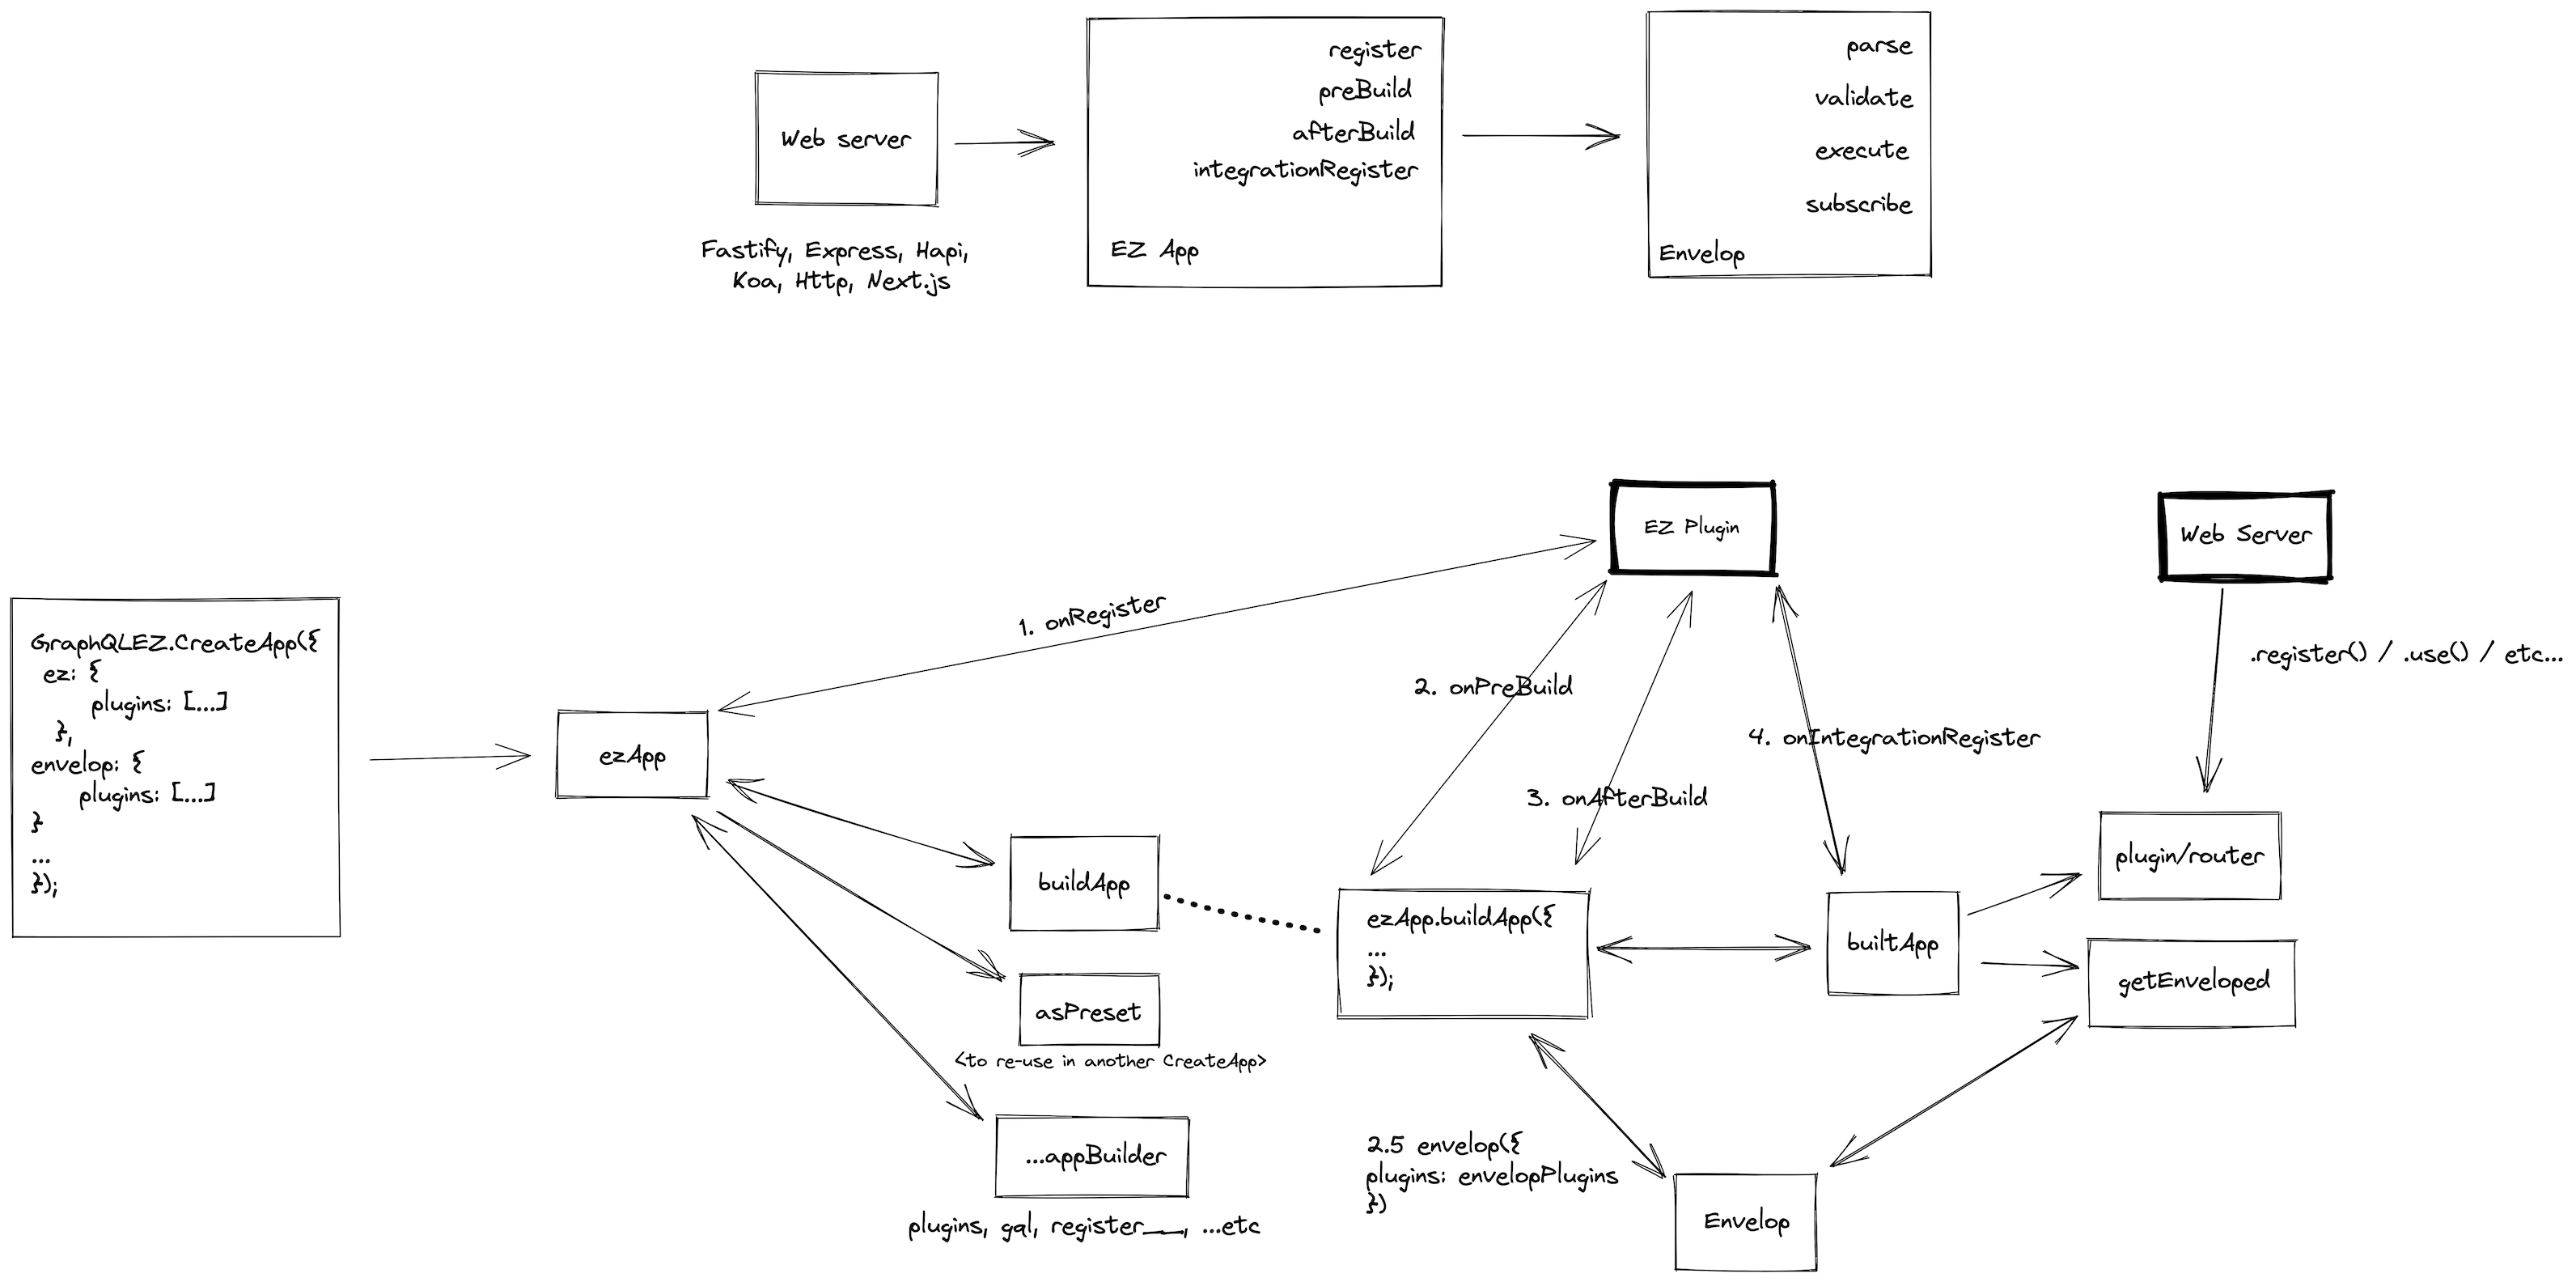 Web server
Fastify, Express, Hapi,
Koa, Http, Next.js
register
preBuild
afterBuild
integrationRegister
EZ App
parse
validate
execute
subscribe
Envelop
GraphQLEZ.CreateApp({
ez: {
plugins: [...]
},
envelop: {
plugins: [...]
}
...
});
ezApp
1. onRegister
EZ Plugin
Web Server
.register() / .use() / etc...
2. onPreBuild
4. onIntegrationRegister
3. onAfterBuild
buildApp
asPreset
<to re-use in another CreateApp>
...appBuilder
plugins, gql, register___, ...etc
ezApp.buildApp({
...
});
builtApp
plugin/router
getEnveloped
2.5 envelop({
plugins: envelopPlugins
})
Envelop